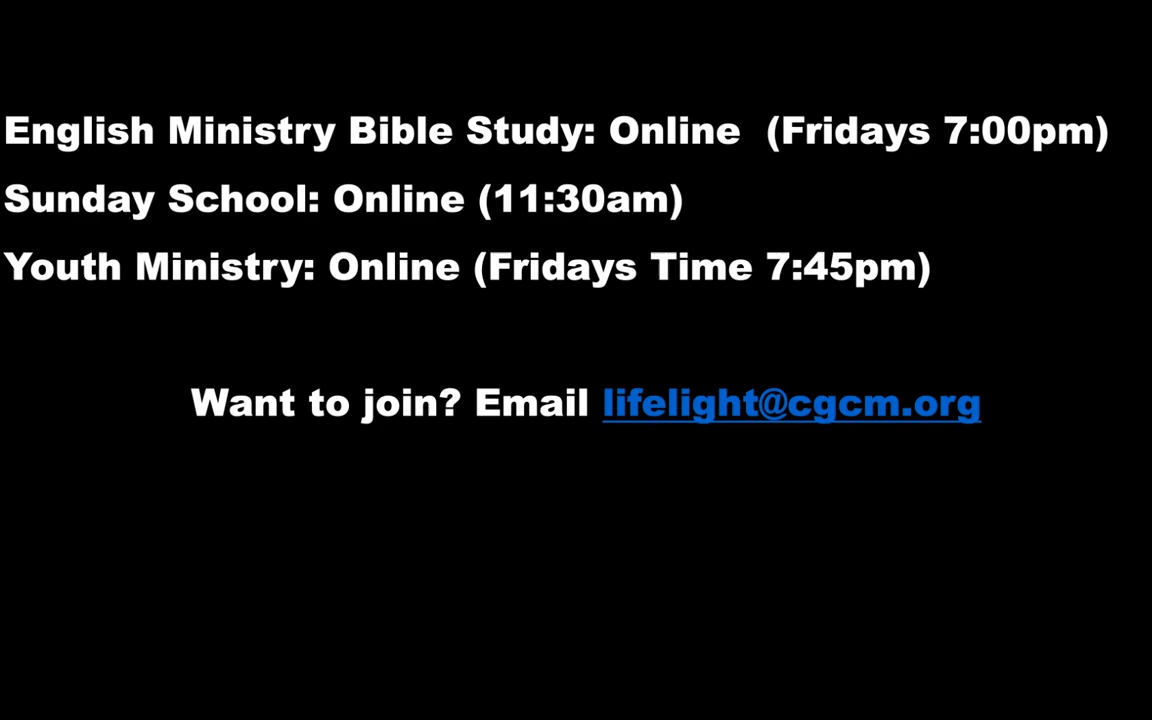 English Ministry Bible Study: Online  (Fridays 7:00pm)
Sunday School: Online (11:30am)
Youth Ministry: Online (Fridays Time 7:45pm)
Want to join? Email lifelight@cgcm.org